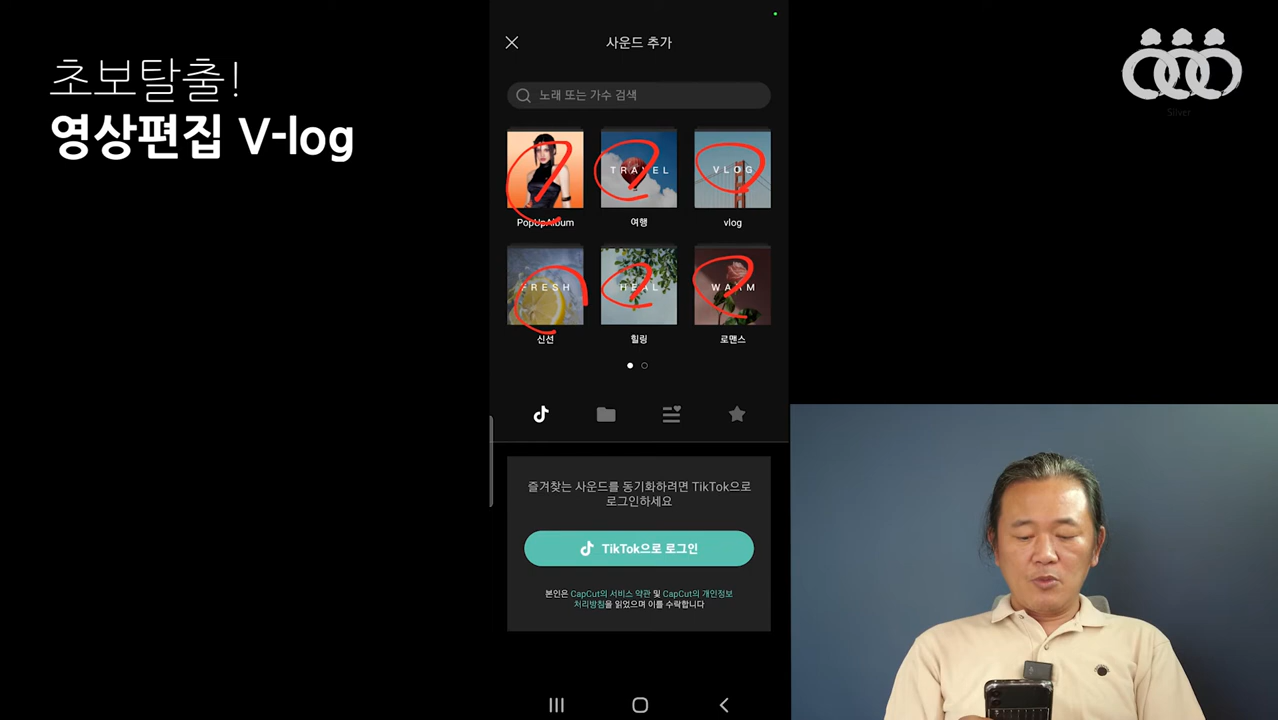 초보탈출!
영상편집 V-log
Silver
사운드 추가
노래 또는 가수 검색
TRAVEL
VLOG
PopUpAlbum
여행
vlog
FRESH
HEAL
WARM
신선
힐링
로맨스
즐겨찾는 사운드를 동기화하려면 TikTok으로
로그인하세요
TikTok으로 로그인
본인은 CapCut의 서비스 약관 및 CapCut의 개인정보
처리방침을 읽었으며 이를 수락합니다